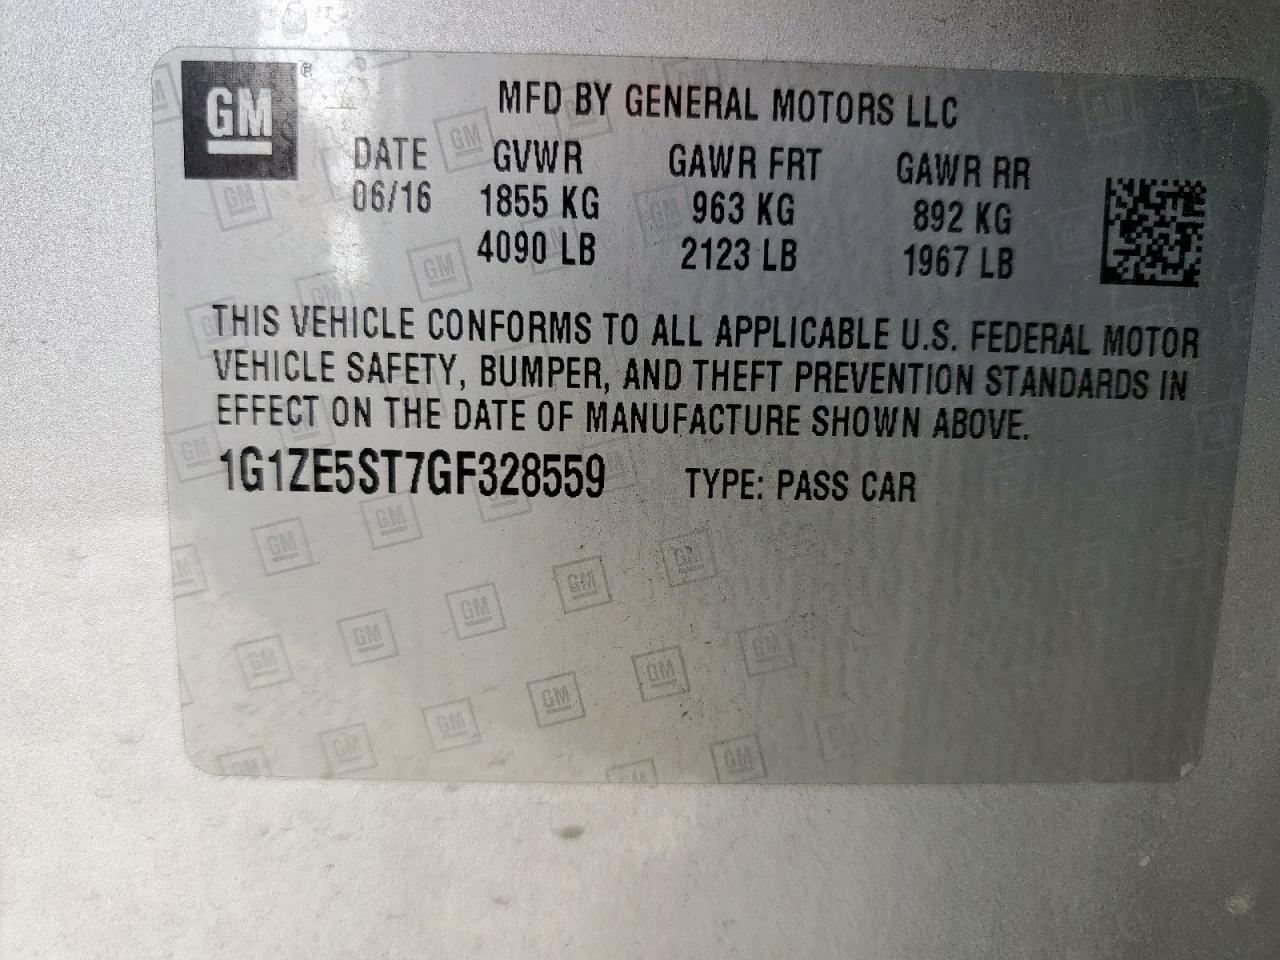 GM ®
MFD BY GENERAL MOTORS LLC
DATE GVWR GAWR FRT GAWR RR
06/16 1855 KG 963 KG 892 KG
4090 LB 2123 LB 1967 LB
THIS VEHICLE CONFORMS TO ALL APPLICABLE U.S. FEDERAL MOTOR
VEHICLE SAFETY, BUMPER, AND THEFT PREVENTION STANDARDS IN
EFFECT ON THE DATE OF MANUFACTURE SHOWN ABOVE.
1G1ZE5ST7GF328559 TYPE: PASS CAR